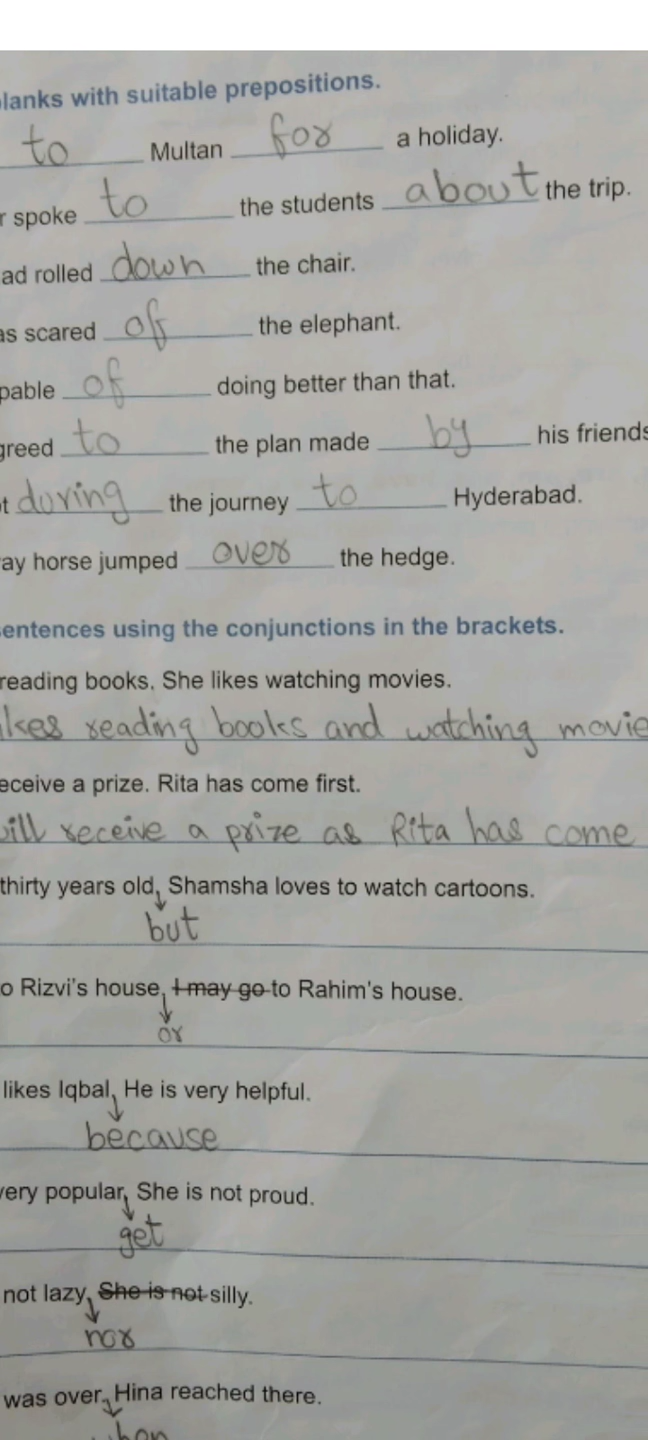 lanks with suitable prepositions.
to Multan for a holiday.
r spoke to the students about the trip.
ad rolled down the chair.
as scared off the elephant.
pable of doing better than that.
greed to the plan made by his friends
t during the journey to Hyderabad.
ay horse jumped over the hedge.
entences using the conjunctions in the brackets.
reading books. She likes watching movies.
ikes reading books and watching movie
eceive a prize. Rita has come first.
will receive a prize as Rita has come
thirty years old, Shamsha loves to watch cartoons.
but
o Rizvi's house, I may go to Rahim's house.
or
likes Iqbal, He is very helpful.
because
very popular, She is not proud.
get
not lazy, She is not silly.
nor
was over, Hina reached there.
when